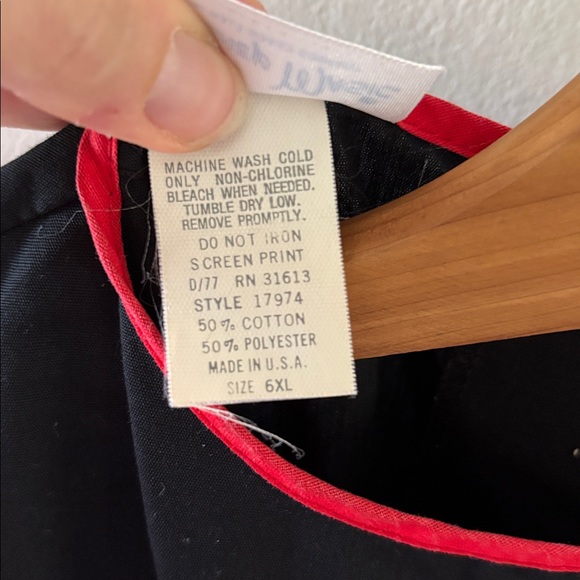 MACHINE WASH COLD
ONLY NON-CHLORINE
BLEACH WHEN NEEDED.
TUMBLE DRY LOW.
REMOVE PROMPTLY.
DO NOT IRON
SCREEN PRINT
D/77 RN 31613
STYLE 17974
50% COTTON
50% POLYESTER
MADE IN U.S.A.
SIZE 6XL